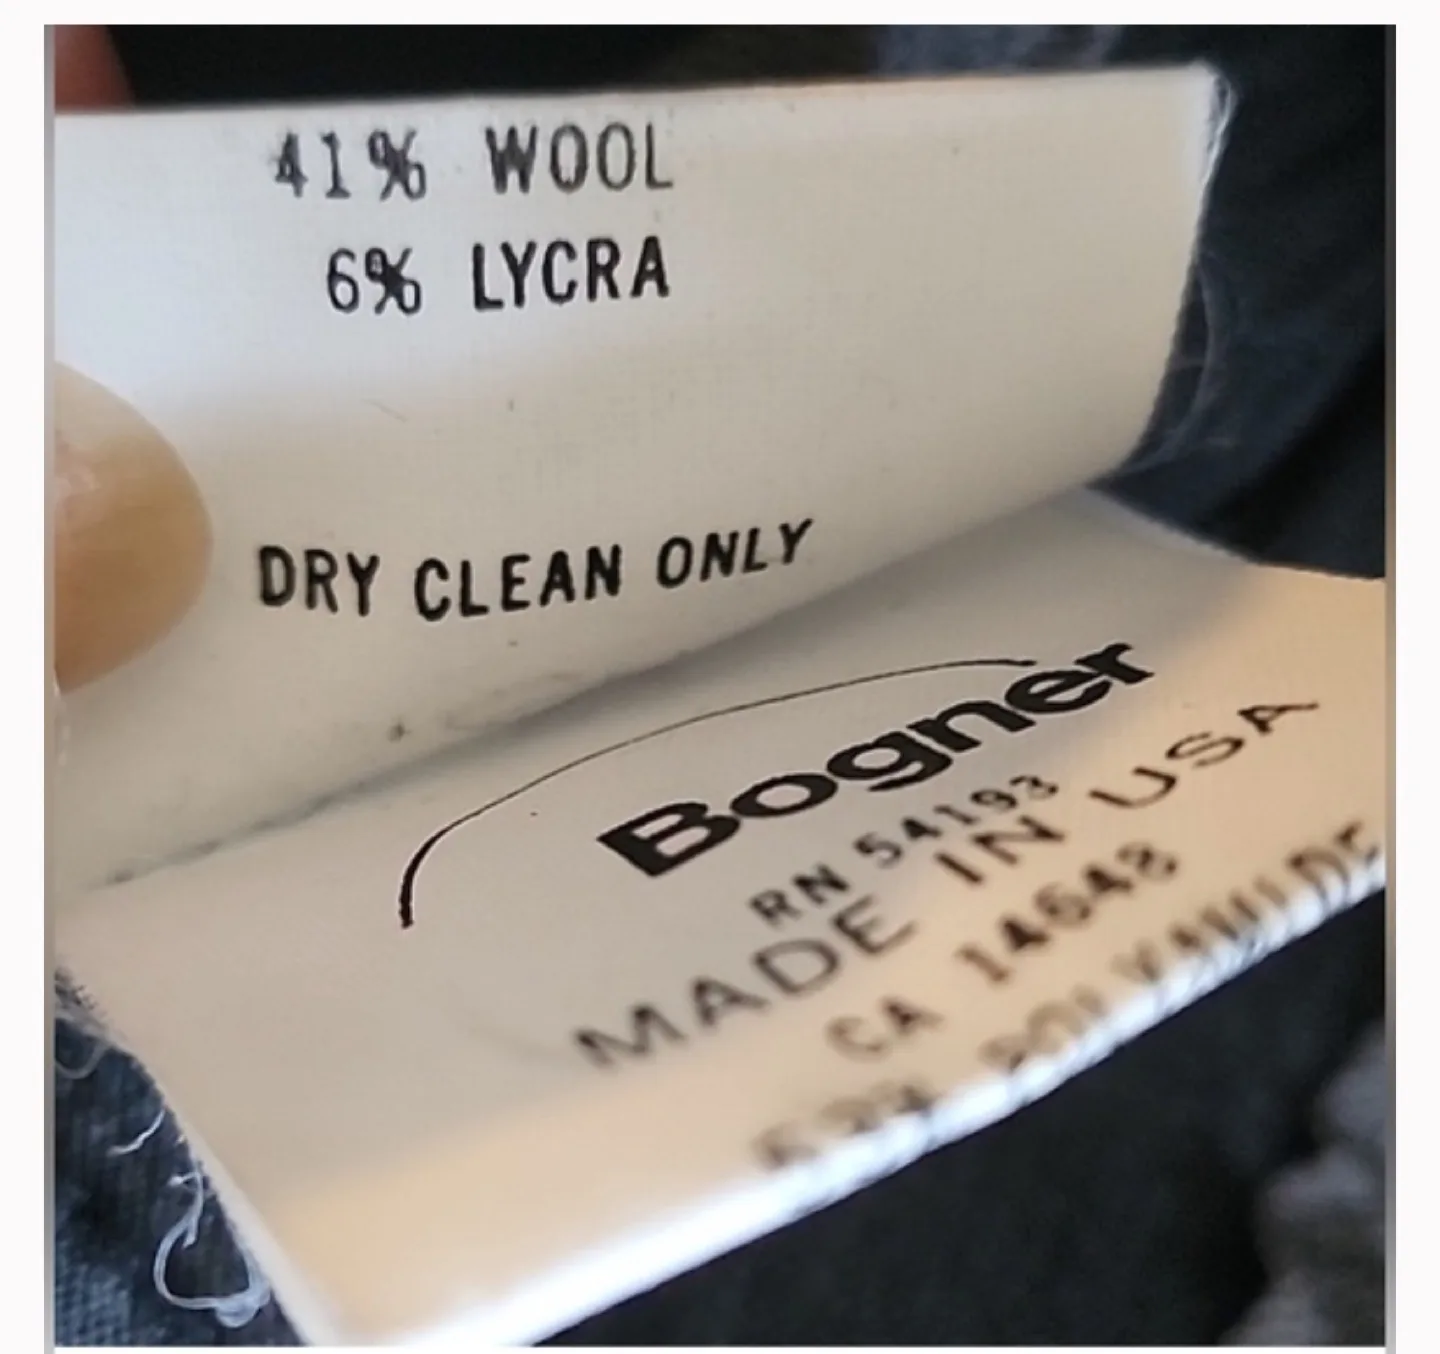 41% WOOL
6% LYCRA
DRY CLEAN ONLY
Bogner
RN 54193
MADE IN USA
CA 14648